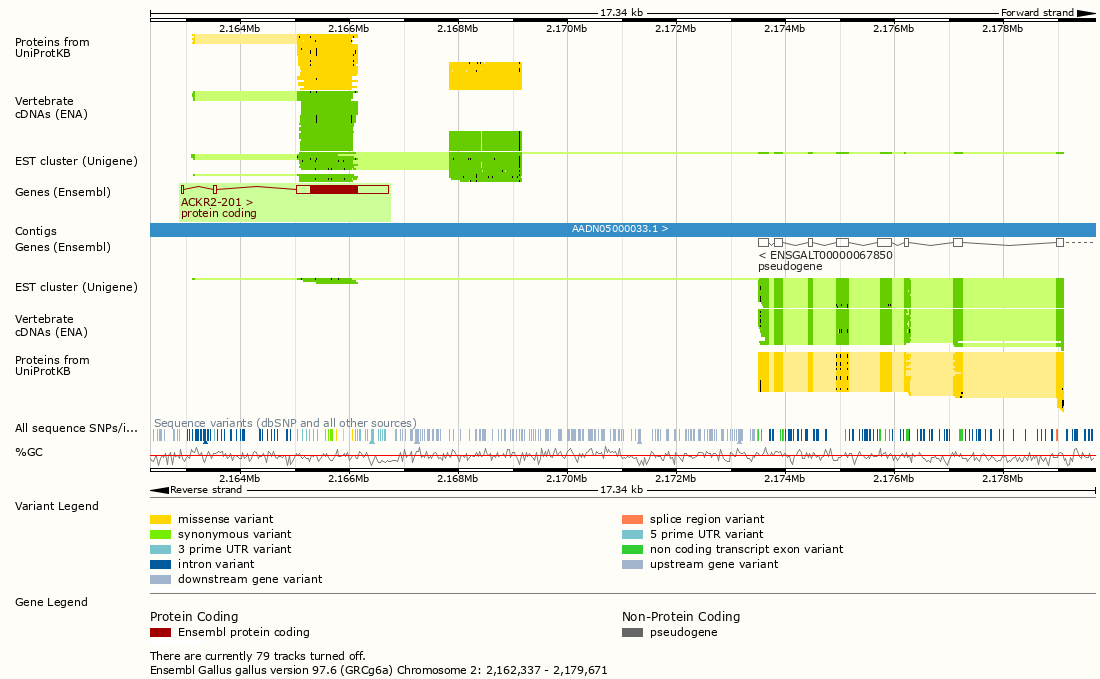 17.34 kb Forward strand
2.164Mb 2.166Mb 2.168Mb 2.170Mb 2.172Mb 2.174Mb 2.176Mb 2.178Mb
Proteins from
UniProtKB
Vertebrate
cDNAs (ENA)
EST cluster (Unigene)
Genes (Ensembl)
ACKR2-201 >
protein coding
Contigs
AADN05000033.1 >
Genes (Ensembl)
< ENSGALT00000067850
pseudogene
EST cluster (Unigene)
Vertebrate
cDNAs (ENA)
Proteins from
UniProtKB
Sequence variants (dbSNP and all other sources)
All sequence SNPs/i...
%GC
2.164Mb 2.166Mb 2.168Mb 2.170Mb 2.172Mb 2.174Mb 2.176Mb 2.178Mb
Reverse strand 17.34 kb
Variant Legend
missense variant splice region variant
synonymous variant 5 prime UTR variant
3 prime UTR variant non coding transcript exon variant
intron variant upstream gene variant
downstream gene variant
Gene Legend
Protein Coding Non-Protein Coding
Ensembl protein coding pseudogene
There are currently 79 tracks turned off.
Ensembl Gallus gallus version 97.6 (GRCg6a) Chromosome 2: 2,162,337 - 2,179,671